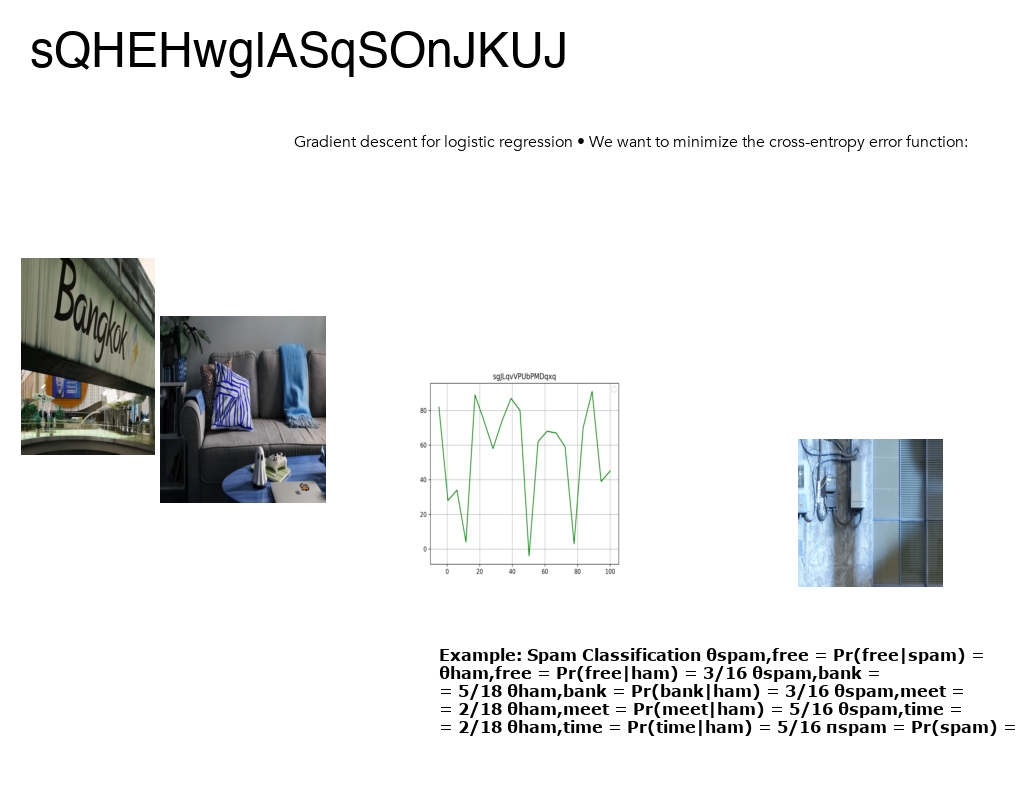 sQHEHwglASqSOnJKUJ
Gradient descent for logistic regression • We want to minimize the cross-entropy error function:
Bangkok
sgJLqvVPUbPMDqxq
80
60
40
20
0
0 20 40 60 80 100
Example: Spam Classification θspam,free = Pr(free|spam) =
θham,free = Pr(free|ham) = 3/16 θspam,bank =
= 5/18 θham,bank = Pr(bank|ham) = 3/16 θspam,meet =
= 2/18 θham,meet = Pr(meet|ham) = 5/16 θspam,time =
= 2/18 θham,time = Pr(time|ham) = 5/16 πspam = Pr(spam) =